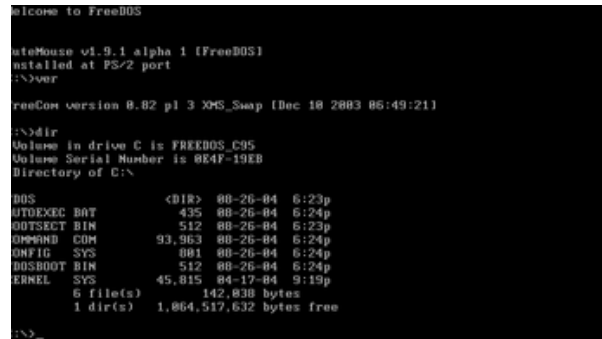 elcome to FreeDOS
uteMouse v1.9.1 alpha 1 [FreeDOS]
nstalled at PS/2 port
:\>ver
reeCom version 0.82 pl 3 XMS_Swap [Dec 10 2003 06:49:21]
:\>dir
Volume in drive C is FREEDOS_C95
Volume Serial Number is 0E4F-19EB
Directory of C:\
DOS <DIR> 08-26-04 6:23p
UTOEXEC BAT 435 08-26-04 6:24p
OOTSECT BIN 512 08-26-04 6:23p
OMMAND COM 93,963 08-26-04 6:24p
ONFIG SYS 801 08-26-04 6:24p
DOSBOOT BIN 512 08-26-04 6:24p
ERNEL SYS 45,815 04-17-04 9:19p
6 file(s) 142,038 bytes
1 dir(s) 1,064,517,632 bytes free
:\>_